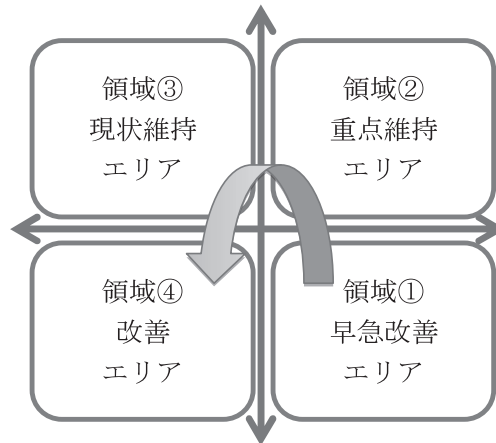 領域③
現状維持
エリア
領域②
重点維持
エリア
領域④
改善
エリア
領域①
早急改善
エリア